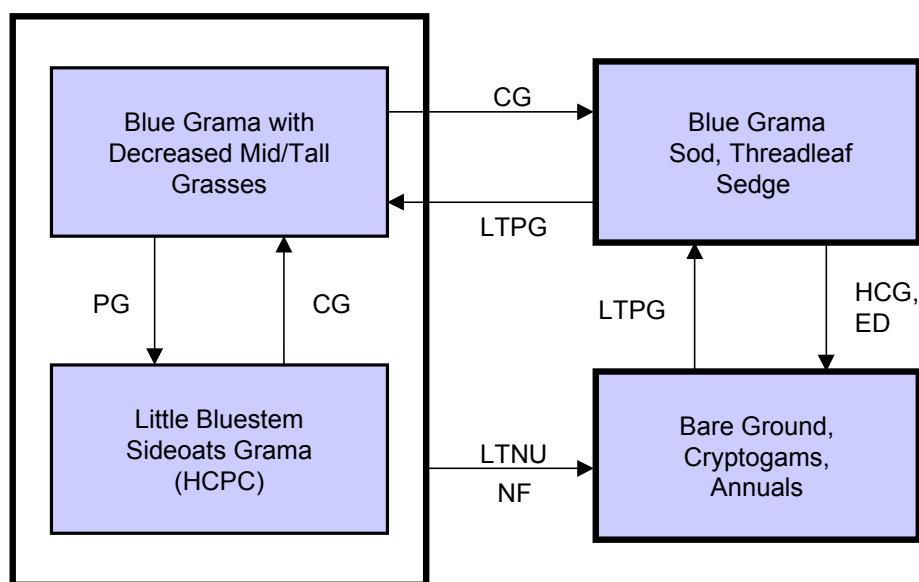 Blue Grama with
Decreased Mid/Tall
Grasses
CG
Blue Grama
Sod, Threadleaf
Sedge
LTPG
PG
CG
LTPG
HCG,
ED
Little Bluestem
Sideoats Grama
(HCPC)
LTNU
NF
Bare Ground,
Cryptogams,
Annuals